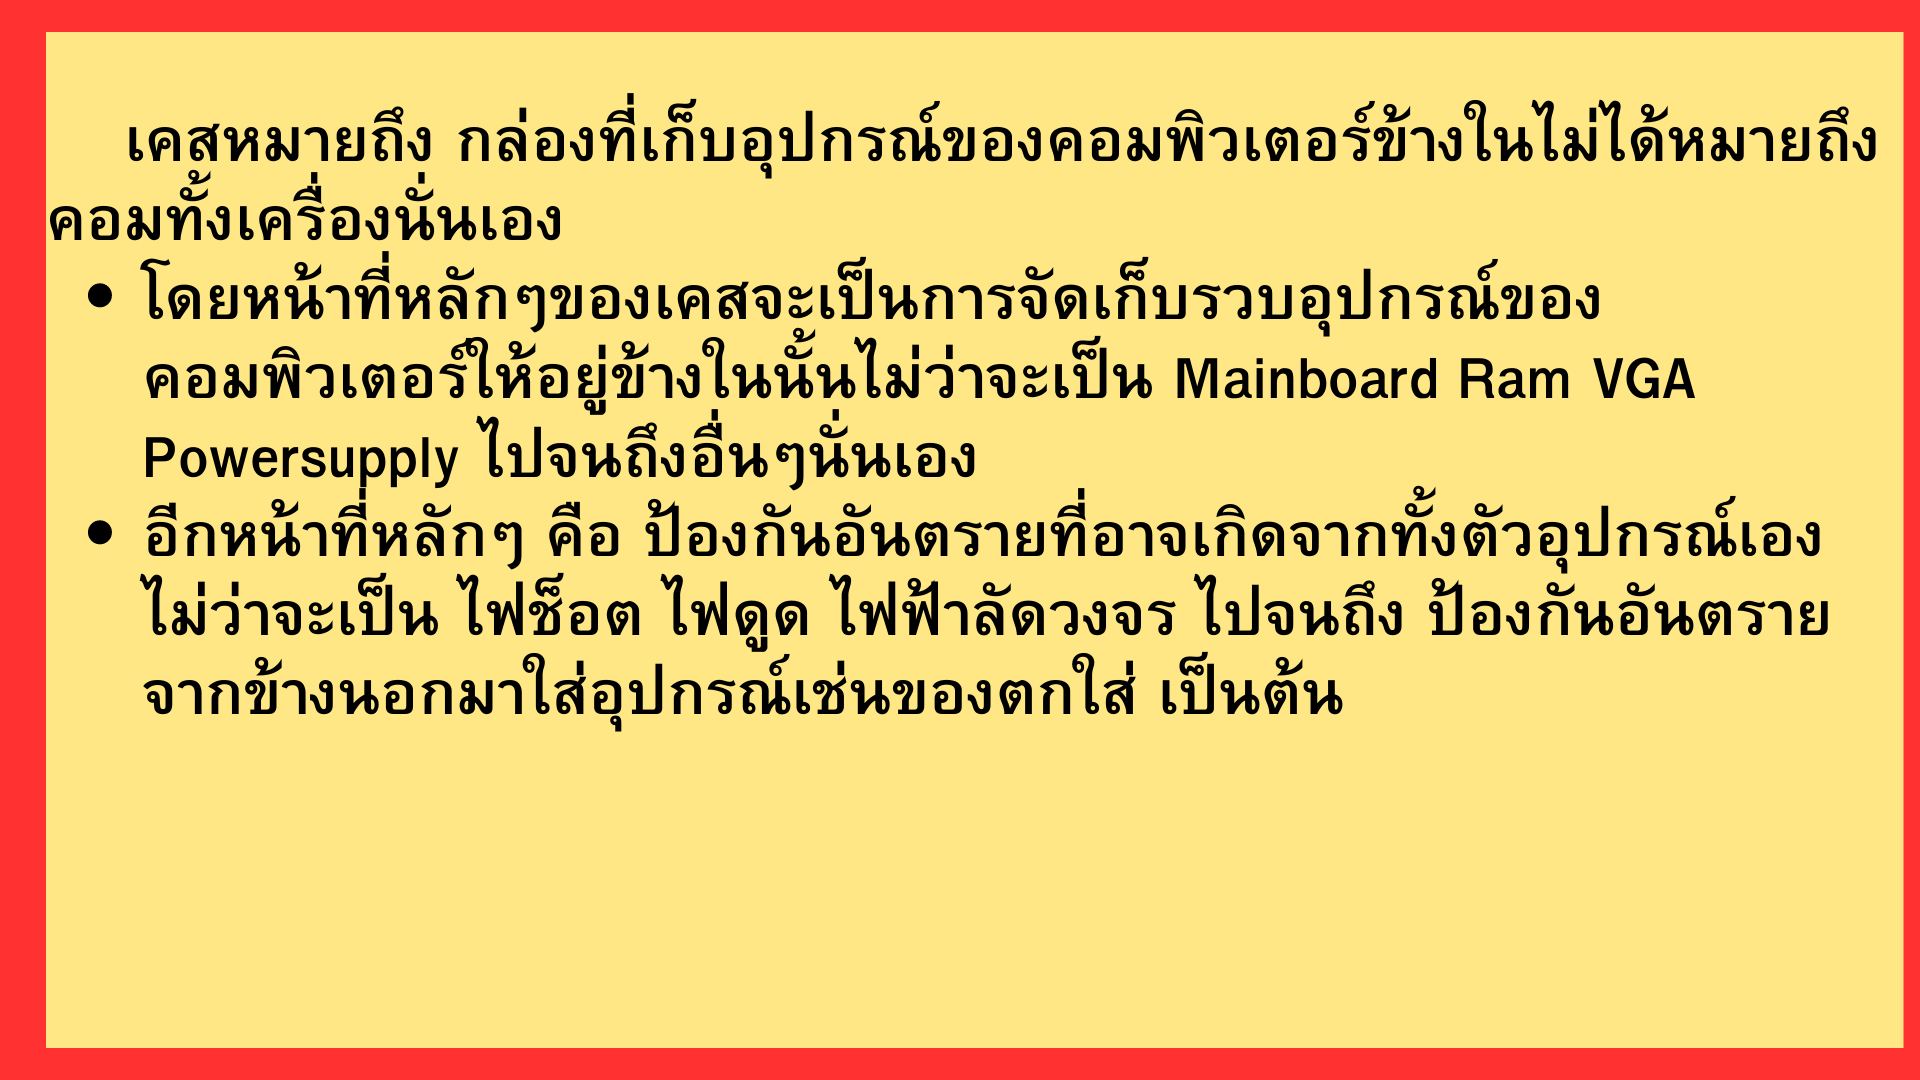 เคสหมายถึง กล่องที่เก็บอุปกรณ์ของคอมพิวเตอร์ข้างในไม่ได้หมายถึง
คอมทั้งเครื่องนั่นเอง
• โดยหน้าที่หลักๆของเคสจะเป็นการจัดเก็บรวบอุปกรณ์ของ
คอมพิวเตอร์ให้อยู่ข้างในนั้นไม่ว่าจะเป็น Mainboard Ram VGA
Powersupply ไปจนถึงอื่นๆนั่นเอง
• อีกหน้าที่หลักๆ คือ ป้องกันอันตรายที่อาจเกิดจากทั้งตัวอุปกรณ์เอง
ไม่ว่าจะเป็น ไฟช็อต ไฟดูด ไฟฟ้าลัดวงจร ไปจนถึง ป้องกันอันตราย
จากข้างนอกมาใส่อุปกรณ์เช่นของตกใส่ เป็นต้น